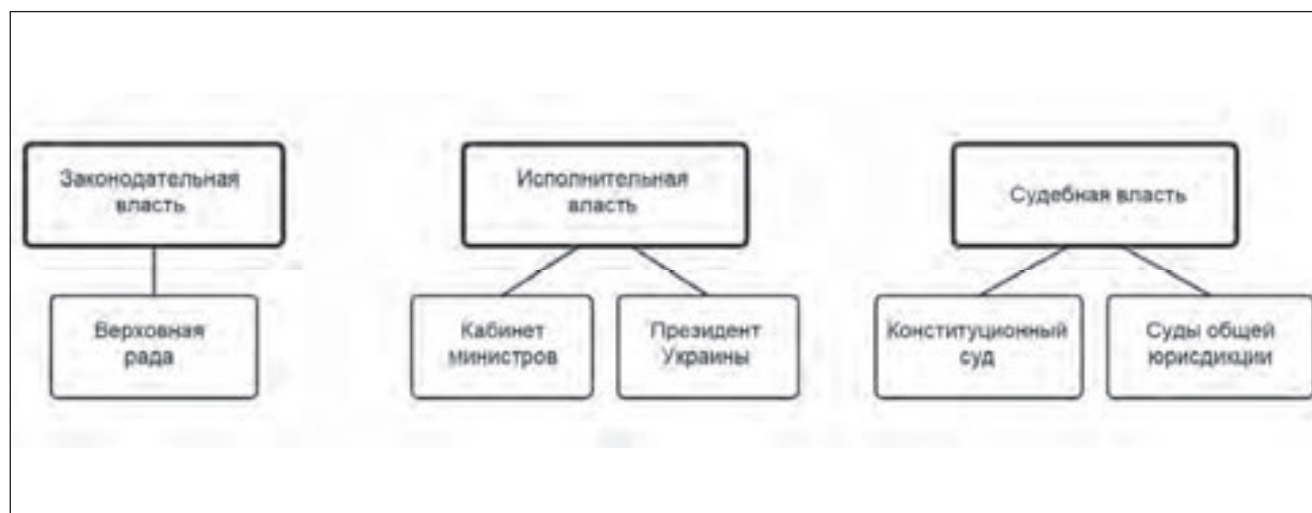 Законодательная
власть
Исполнительная
власть
Судебная власть
Верховная
рада
Кабинет
министров
Президент
Украины
Конституционный
суд
Суды общей
юрисдикции